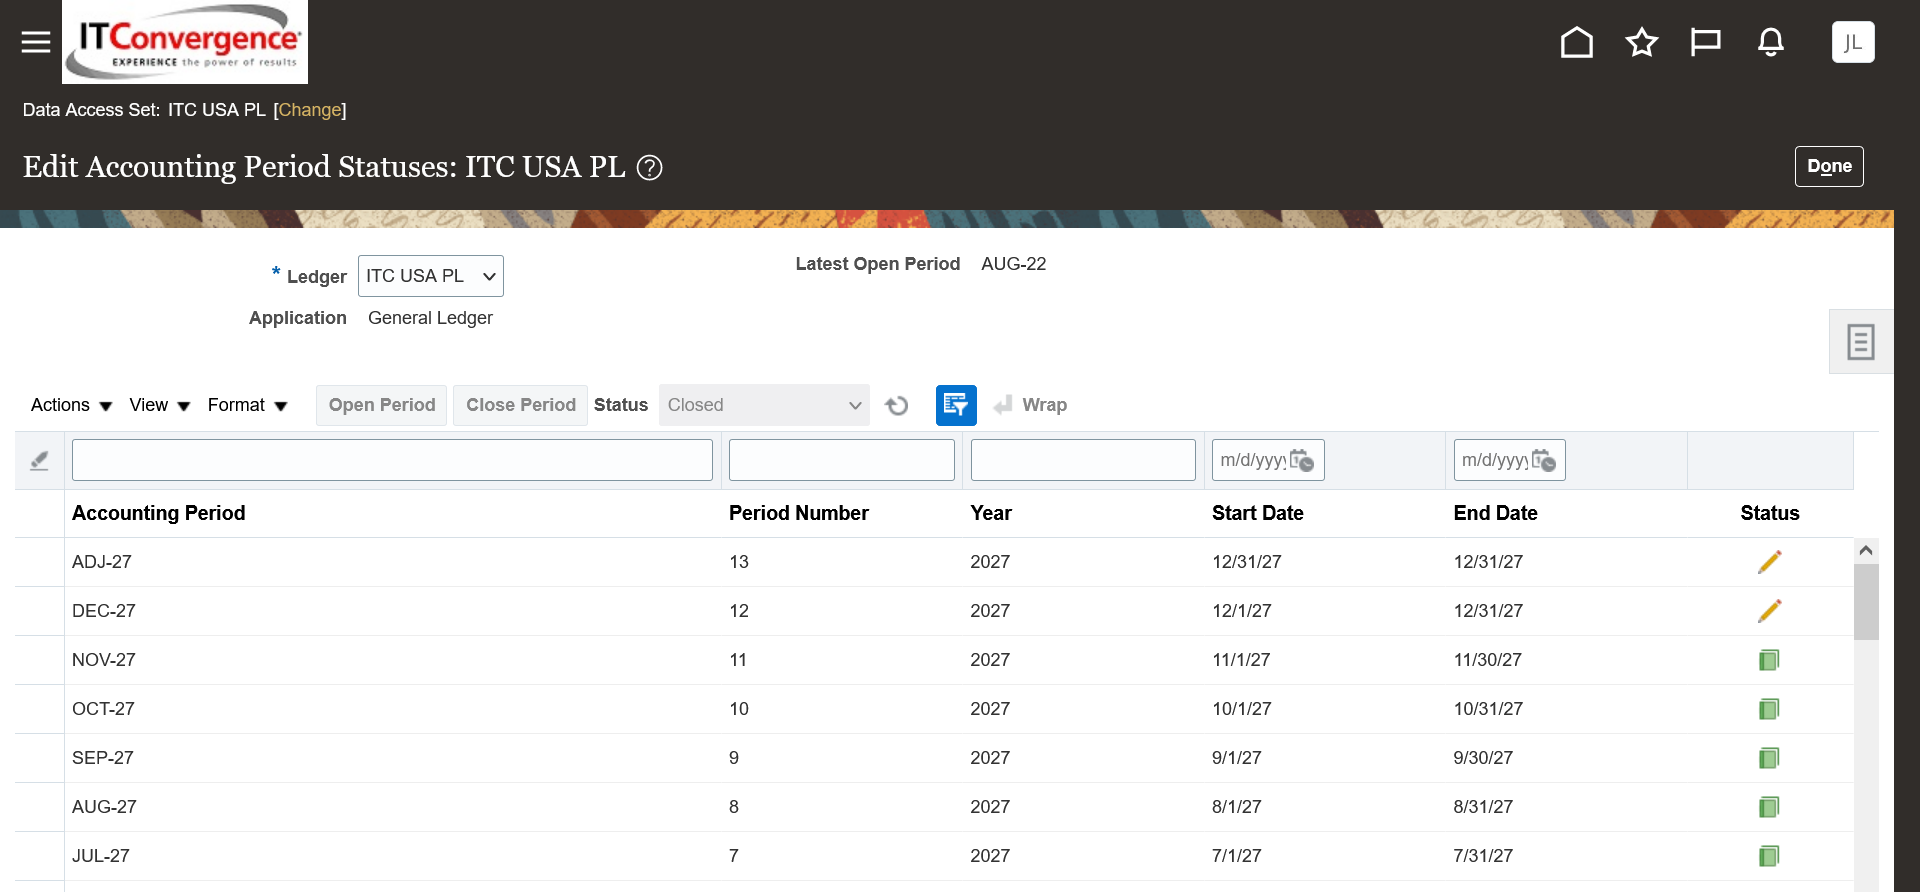 ITConvergence
EXPERIENCE the power of results
JL
Data Access Set: ITC USA PL [Change]
Edit Accounting Period Statuses: ITC USA PL ?
Done
* Ledger ITC USA PL
Latest Open Period AUG-22
Application General Ledger
Actions View Format Open Period Close Period Status Closed Wrap
m/d/yyyy m/d/yyyy
Accounting Period Period Number Year Start Date End Date Status
ADJ-27 13 2027 12/31/27 12/31/27
DEC-27 12 2027 12/1/27 12/31/27
NOV-27 11 2027 11/1/27 11/30/27
OCT-27 10 2027 10/1/27 10/31/27
SEP-27 9 2027 9/1/27 9/30/27
AUG-27 8 2027 8/1/27 8/31/27
JUL-27 7 2027 7/1/27 7/31/27